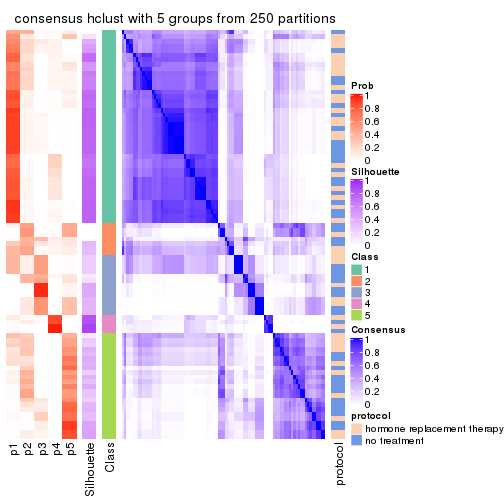 consensus hclust with 5 groups from 250 partitions
Prob
1
0.8
0.6
0.4
0.2
0
Silhouette
1
0.8
0.6
0.4
0.2
0
Class
1
2
3
4
5
Consensus
1
0.8
0.6
0.4
0.2
0
protocol
hormone replacement therapy
no treatment
p1
p2
p3
p4
p5
Silhouette
Class
protocol